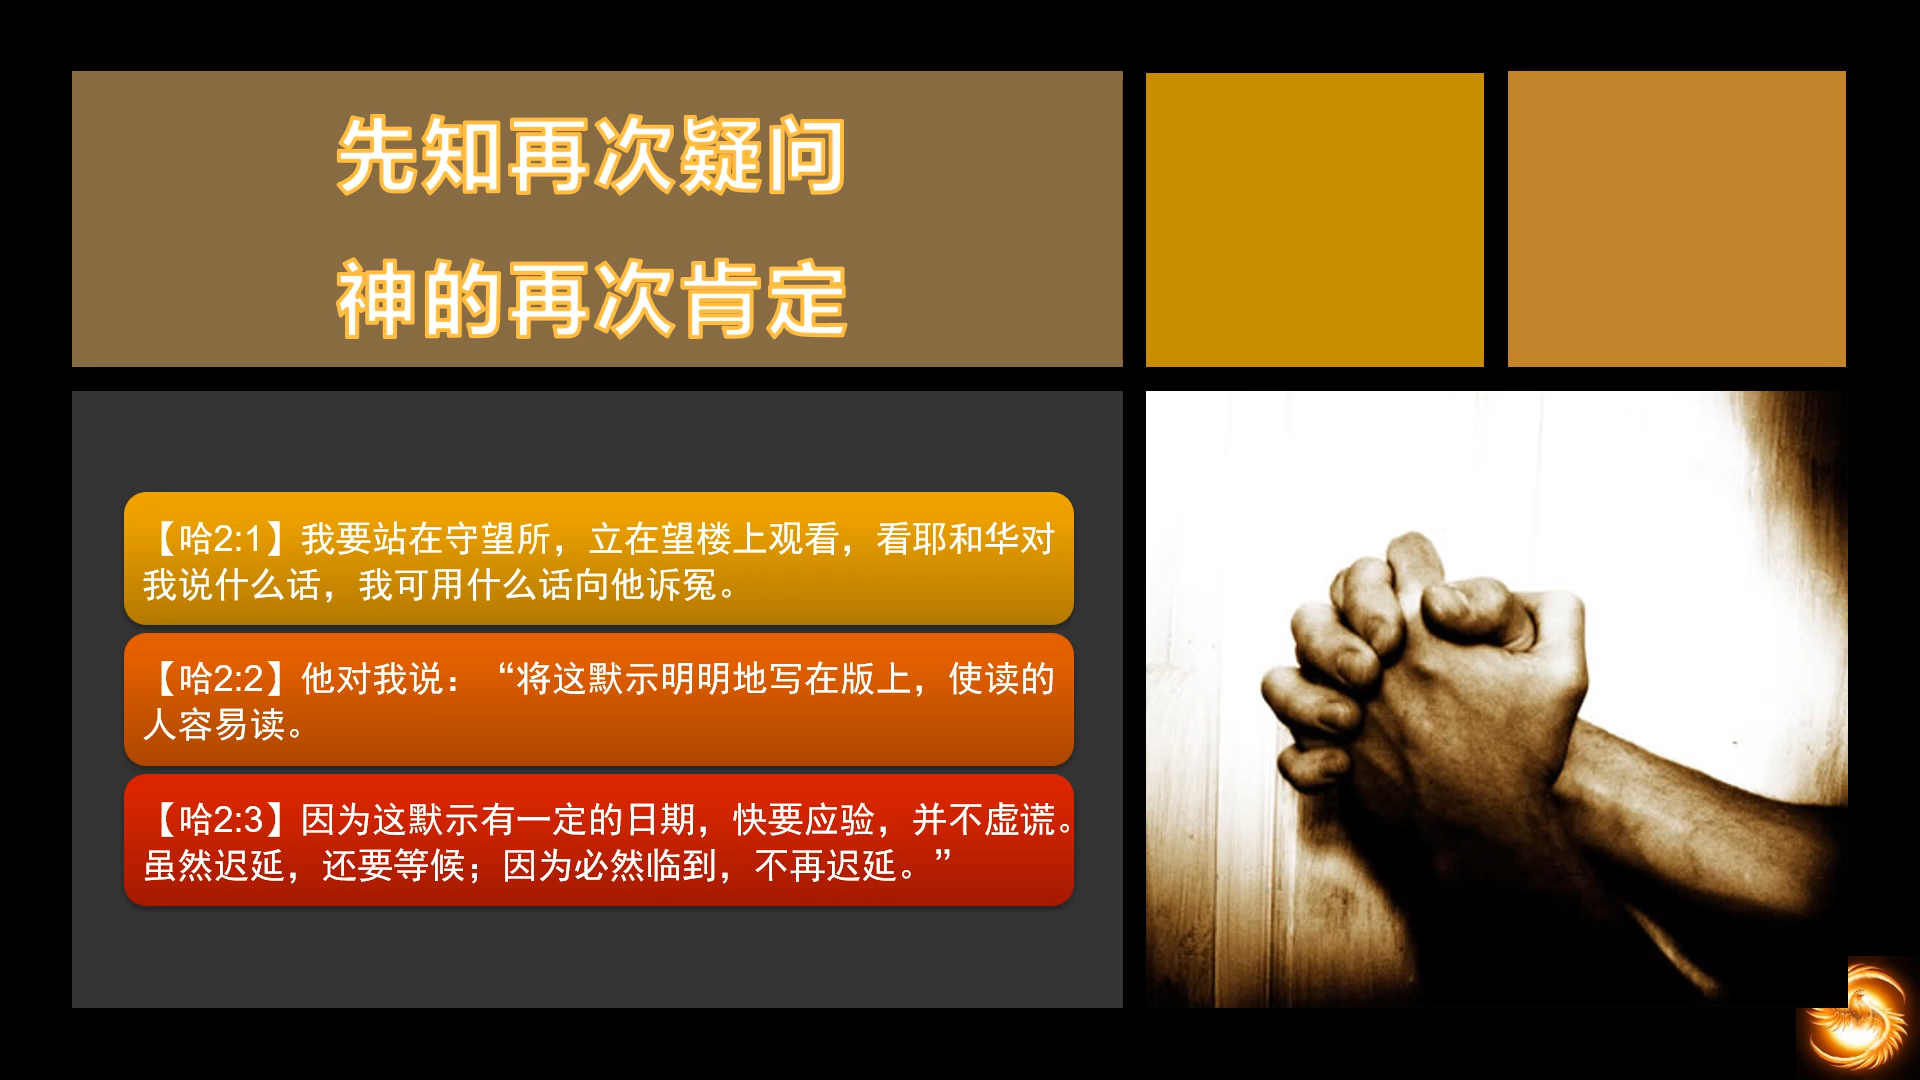 先知再次疑问
神的再次肯定
【哈2:1】我要站在守望所，立在望楼上观看，看耶和华对
我说什么话，我可用什么话向他诉冤。
【哈2:2】他对我说：“将这默示明明地写在版上，使读的
人容易读。
【哈2:3】因为这默示有一定的日期，快要应验，并不虚谎。
虽然迟延，还要等候；因为必然临到，不再迟延。”